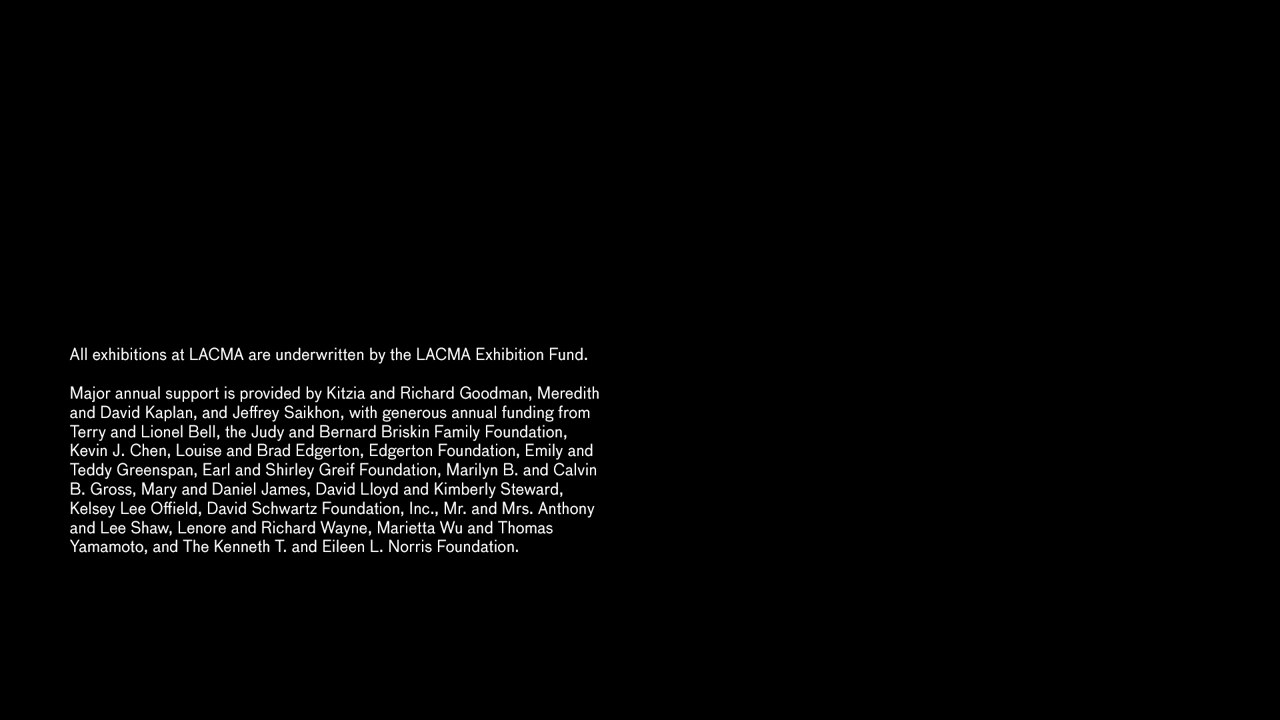 All exhibitions at LACMA are underwritten by the LACMA Exhibition Fund.
Major annual support is provided by Kitzia and Richard Goodman, Meredith
and David Kaplan, and Jeffrey Saikhon, with generous annual funding from
Terry and Lionel Bell, the Judy and Bernard Briskin Family Foundation,
Kevin J. Chen, Louise and Brad Edgerton, Edgerton Foundation, Emily and
Teddy Greenspan, Earl and Shirley Greif Foundation, Marilyn B. and Calvin
B. Gross, Mary and Daniel James, David Lloyd and Kimberly Steward,
Kelsey Lee Offield, David Schwartz Foundation, Inc., Mr. and Mrs. Anthony
and Lee Shaw, Lenore and Richard Wayne, Marietta Wu and Thomas
Yamamoto, and The Kenneth T. and Eileen L. Norris Foundation.